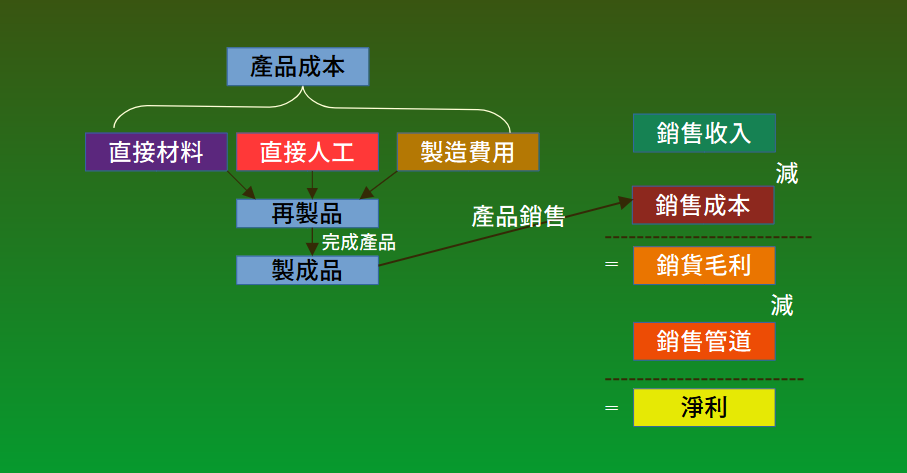 產品成本
直接材料
直接人工
製造費用
再製品
完成產品
製成品
產品銷售
銷售收入
減
銷售成本
=
銷貨毛利
減
銷售管道
=
淨利